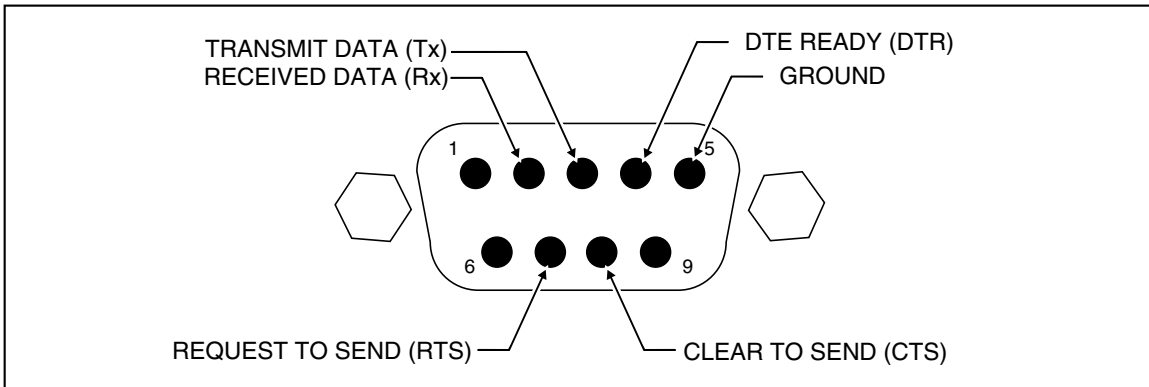 TRANSMIT DATA (Tx)
RECEIVED DATA (Rx)
DTE READY (DTR)
GROUND
1
5
6
9
REQUEST TO SEND (RTS)
CLEAR TO SEND (CTS)